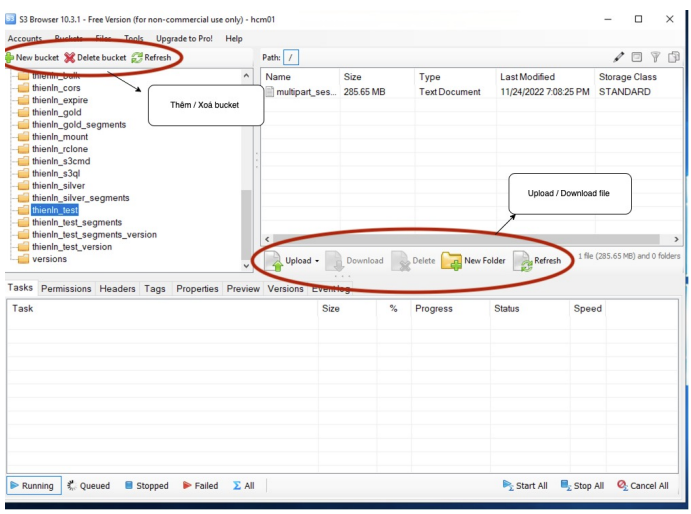 S3 Browser 10.3.1 - Free Version (for non-commercial use only) - hcm01
Accounts Buckets Files Tools Upgrade to Pro! Help
New bucket Delete bucket Refresh
Path: /
thienln_bulk
thienln_cors
thienln_expire
thienln_gold
thienln_gold_segments
thienln_mount
thienln_rclone
thienln_s3cmd
thienln_s3ql
thienln_silver
thienln_silver_segments
thienln_test
thienln_test_segments
thienln_test_segments_version
thienln_test_version
versions
Thêm / Xoá bucket
Name Size Type Last Modified Storage Class
multipart_ses... 285.65 MB Text Document 11/24/2022 7:08:25 PM STANDARD
Upload / Download file
Upload Download Delete New Folder Refresh
1 file (285.65 MB) and 0 folders
Tasks Permissions Headers Tags Properties Preview Versions EventLog
Task Size % Progress Status Speed
Running Queued Stopped Failed All
Start All Stop All Cancel All